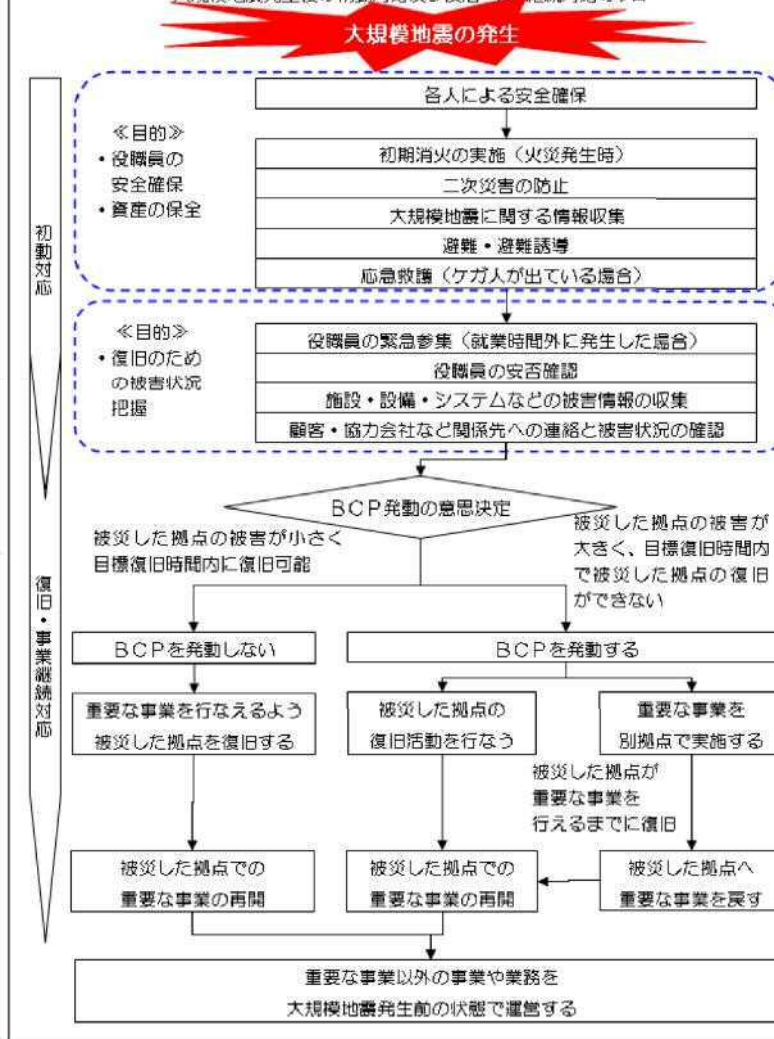 大規模地震の発生
各人による安全確保
≪目的≫
・役職員の
安全確保
・資産の保全
初期消火の実施（火災発生時）
二次災害の防止
大規模地震に関する情報収集
避難・避難誘導
応急救護（ケガ人が出ている場合）
初動対応
≪目的≫
・復旧のため
の被害状況
把握
役職員の緊急参集（就業時間外に発生した場合）
役職員の安否確認
施設・設備・システムなどの被害情報の収集
顧客・協力会社など関係先への連絡と被害状況の確認
ＢＣＰ発動の意思決定
被災した拠点の被害が小さく
目標復旧時間内に復旧可能
被災した拠点の被害が
大きく、目標復旧時間内
で被災した拠点の復旧
ができない
復旧・事業継続対応
ＢＣＰを発動しない
ＢＣＰを発動する
重要な事業を行なえるよう
被災した拠点を復旧する
被災した拠点の
復旧活動を行なう
重要な事業を
別拠点で実施する
被災した拠点が
重要な事業を
行えるまでに復旧
被災した拠点での
重要な事業の再開
被災した拠点での
重要な事業の再開
被災した拠点へ
重要な事業を戻す
重要な事業以外の事業や業務を
大規模地震発生前の状態で運営する